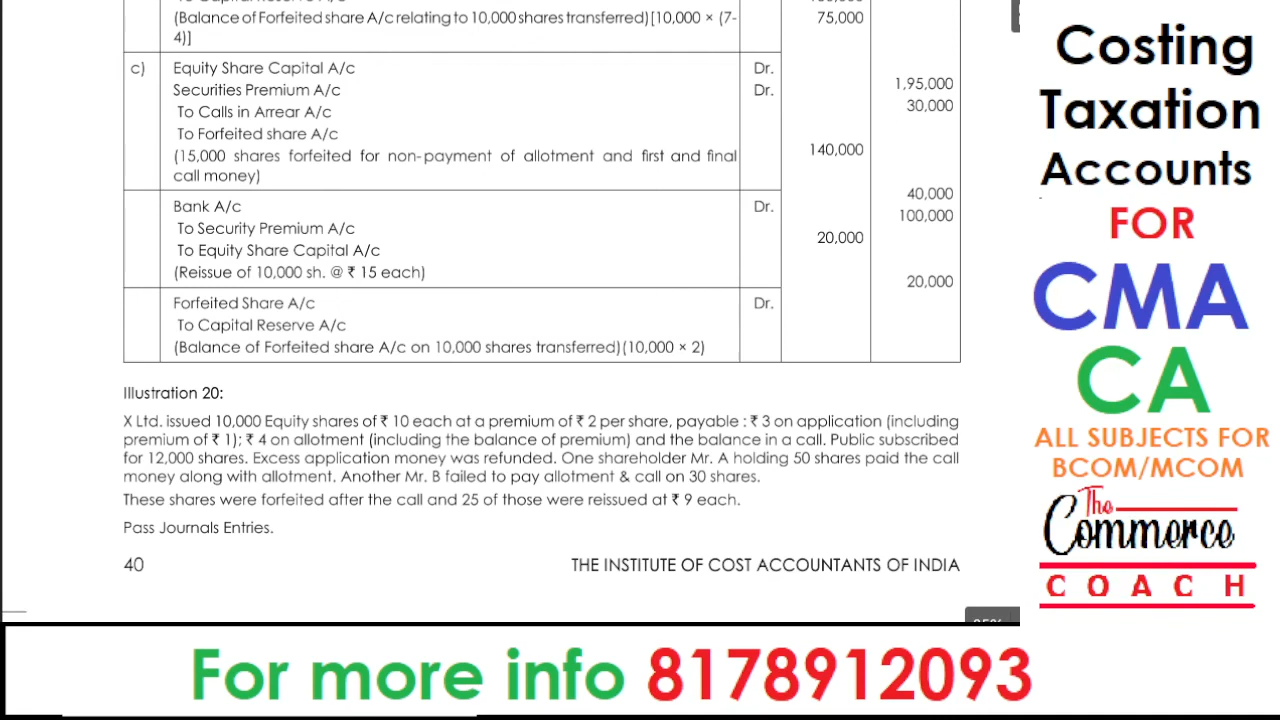 (Balance of Forfeited share A/c relating to 10,000 shares transferred)[10,000 × (7-
4)]
75,000
c) Equity Share Capital A/c Dr.
Securities Premium A/c Dr.
To Calls in Arrear A/c
To Forfeited share A/c
(15,000 shares forfeited for non-payment of allotment and first and final
call money)
1,95,000
30,000
140,000
Bank A/c Dr.
To Security Premium A/c
To Equity Share Capital A/c
(Reissue of 10,000 sh. @ ₹ 15 each)
40,000
100,000
20,000
20,000
Forfeited Share A/c Dr.
To Capital Reserve A/c
(Balance of Forfeited share A/c on 10,000 shares transferred)(10,000 × 2)
Illustration 20:
X Ltd. issued 10,000 Equity shares of ₹ 10 each at a premium of ₹ 2 per share, payable : ₹ 3 on application (including
premium of ₹ 1); ₹ 4 on allotment (including the balance of premium) and the balance in a call. Public subscribed
for 12,000 shares. Excess application money was refunded. One shareholder Mr. A holding 50 shares paid the call
money along with allotment. Another Mr. B failed to pay allotment & call on 30 shares.
These shares were forfeited after the call and 25 of those were reissued at ₹ 9 each.
Pass Journals Entries.
40 THE INSTITUTE OF COST ACCOUNTANTS OF INDIA
Costing
Taxation
Accounts
FOR
CMA
CA
ALL SUBJECTS FOR
BCOM/MCOM
The
Commerce
COACH
For more info 8178912093